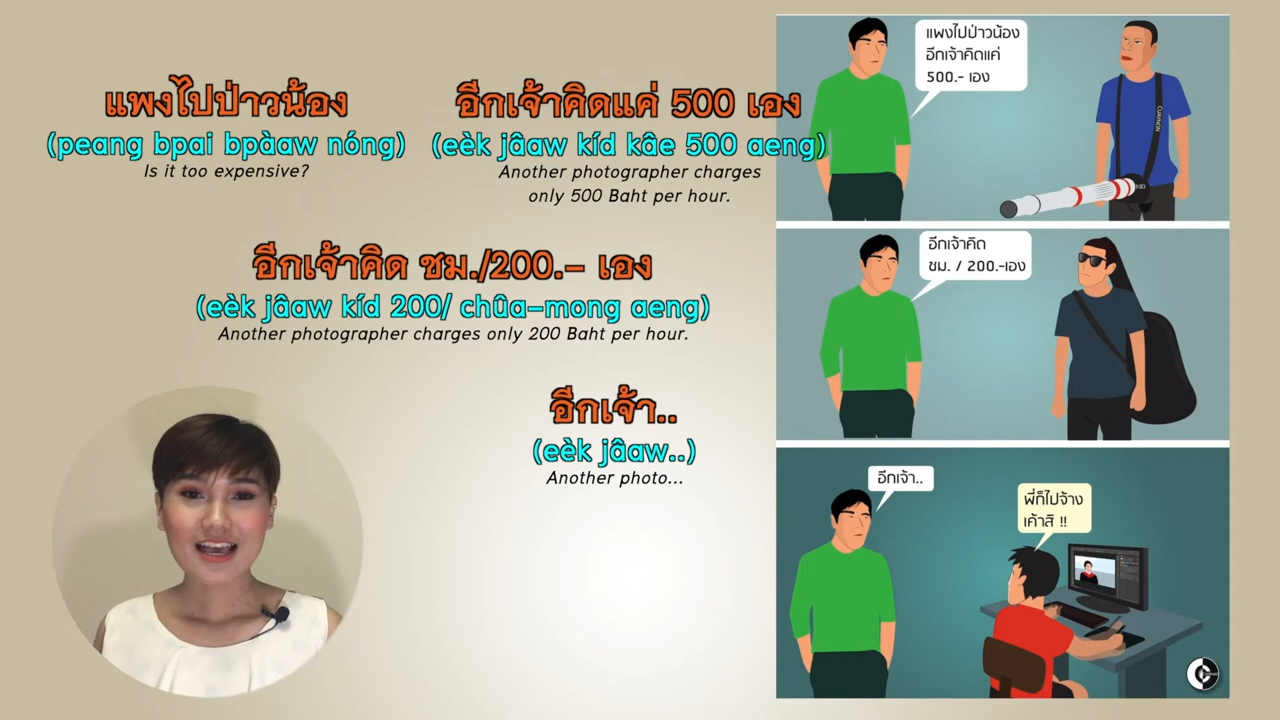 แพงไปป่าวน้อง
(peang bpai bpàaw nóng)
Is it too expensive?
อีกเจ้าคิดแค่ 500 เอง
(eèk jâaw kíd kâe 500 aeng)
Another photographer charges
only 500 Baht per hour.
อีกเจ้าคิด ชม./200.- เอง
(eèk jâaw kíd 200/ chûa-mong aeng)
Another photographer charges only 200 Baht per hour.
อีกเจ้า..
(eèk jâaw..)
Another photo...
แพงไปป่าวน้อง
อีกเจ้าคิดแค่
500.- เอง
อีกเจ้าคิด
ชม. / 200.-เอง
อีกเจ้า..
พี่ก็ไปจ้าง
เค้าสิ !!